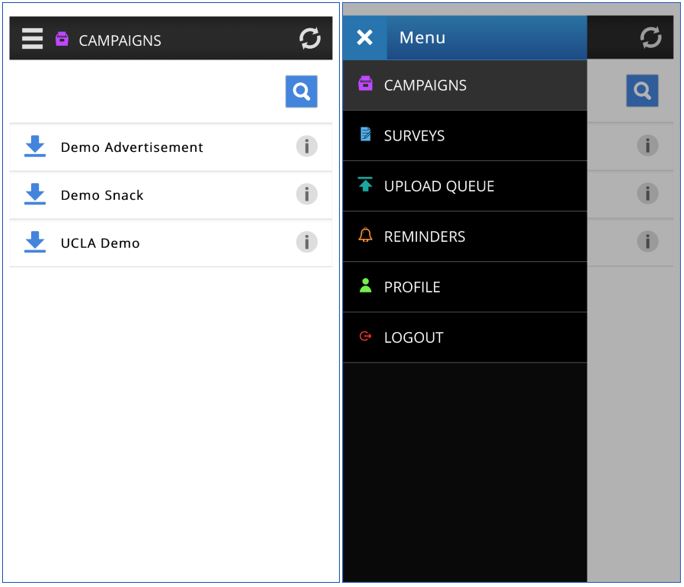 CAMPAIGNS
Demo Advertisement
Demo Snack
UCLA Demo
Menu
CAMPAIGNS
SURVEYS
UPLOAD QUEUE
REMINDERS
PROFILE
LOGOUT